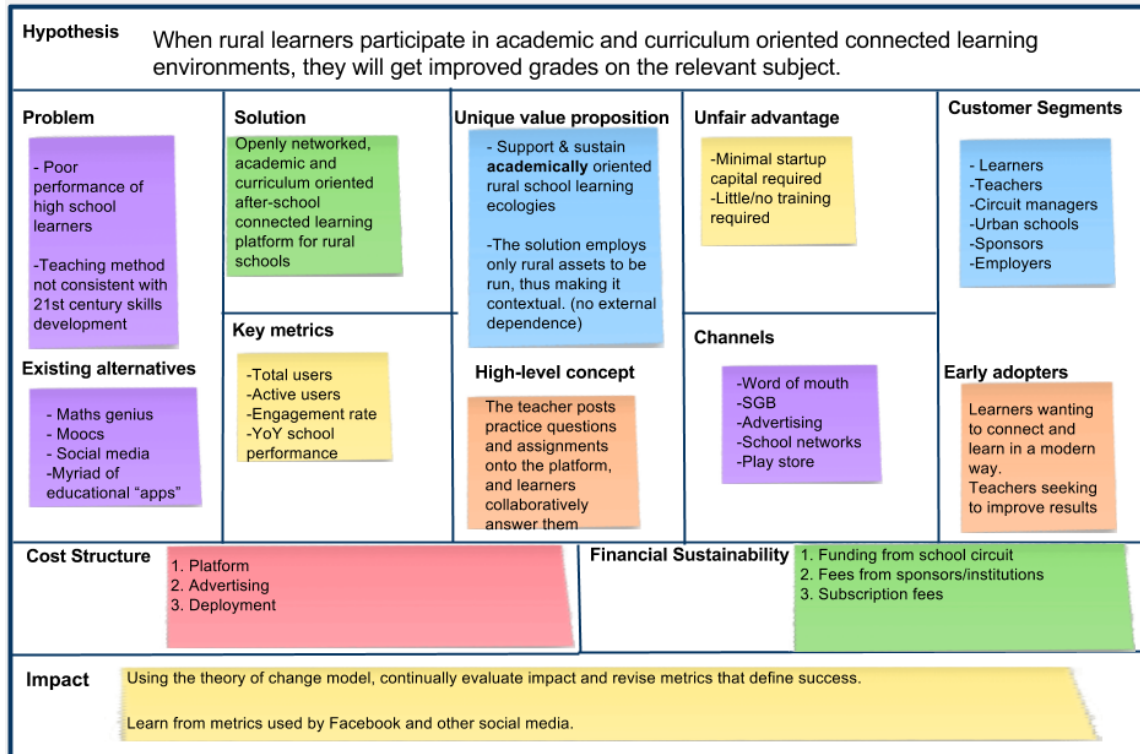 Hypothesis
When rural learners participate in academic and curriculum oriented connected learning
environments, they will get improved grades on the relevant subject.
Problem
- Poor
performance of
high school
learners
-Teaching method
not consistent with
21st century skills
development
Existing alternatives
- Maths genius
- Moocs
- Social media
-Myriad of
educational “apps”
Solution
Openly networked,
academic and
curriculum oriented
after-school
connected learning
platform for rural
schools
Key metrics
-Total users
-Active users
-Engagement rate
-YoY school
performance
Unique value proposition
- Support & sustain
academically oriented
rural school learning
ecologies
-The solution employs
only rural assets to be
run, thus making it
contextual. (no external
dependence)
High-level concept
The teacher posts
practice questions
and assignments
onto the platform,
and learners
collaboratively
answer them
Unfair advantage
-Minimal startup
capital required
-Little/no training
required
Channels
-Word of mouth
-SGB
-Advertising
-School networks
-Play store
Customer Segments
- Learners
-Teachers
-Circuit managers
-Urban schools
-Sponsors
-Employers
Early adopters
Learners wanting
to connect and
learn in a modern
way.
Teachers seeking
to improve results
Cost Structure
1. Platform
2. Advertising
3. Deployment
Financial Sustainability
1. Funding from school circuit
2. Fees from sponsors/institutions
3. Subscription fees
Impact
Using the theory of change model, continually evaluate impact and revise metrics that define success.
Learn from metrics used by Facebook and other social media.